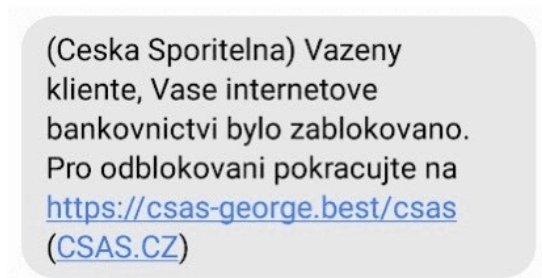 (Ceska Sporitelna) Vazeny
kliente, Vase internetove
bankovnictvi bylo zablokovano.
Pro odblokovani pokracujte na
https://csas-george.best/csas
(CSAS.CZ)